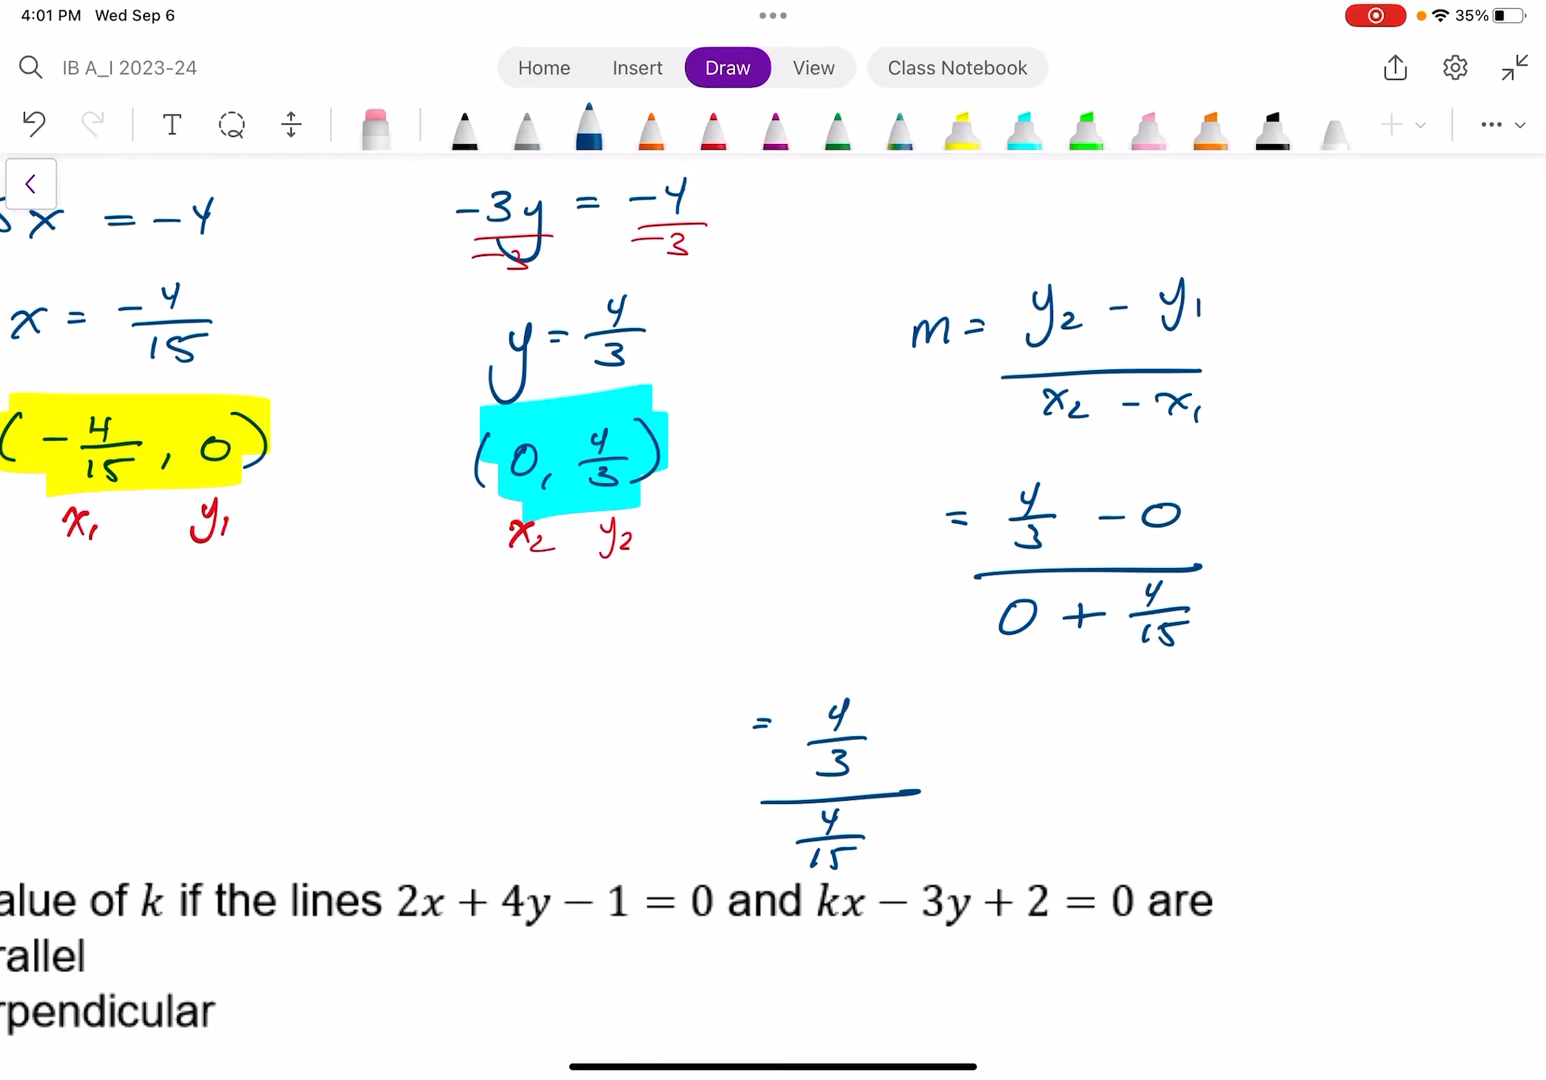 4:01 PM Wed Sep 6
35%
IB A_I 2023-24
Home Insert Draw View Class Notebook
T
x = -4
-3y = -4
-3 -3
x = -4/15
y = 4/3
m = y₂ - y₁
x₂ - x₁
(-4/15, 0)
(0, 4/3)
x₁ y₁
x₂ y₂
= 4/3 - 0
0 + 4/15
= 4/3
4/15
alue of k if the lines 2x + 4y − 1 = 0 and kx − 3y + 2 = 0 are
rallel
rpendicular